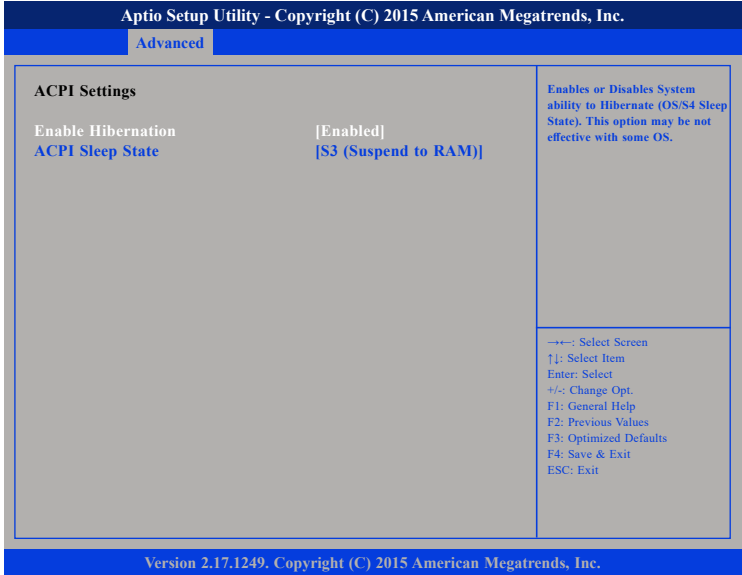 Aptio Setup Utility - Copyright (C) 2015 American Megatrends, Inc.
Advanced
ACPI Settings
Enable Hibernation [Enabled]
ACPI Sleep State [S3 (Suspend to RAM)]
Enables or Disables System
ability to Hibernate (OS/S4 Sleep
State). This option may be not
effective with some OS.
→←: Select Screen
↑↓: Select Item
Enter: Select
+/-: Change Opt.
F1: General Help
F2: Previous Values
F3: Optimized Defaults
F4: Save & Exit
ESC: Exit
Version 2.17.1249. Copyright (C) 2015 American Megatrends, Inc.